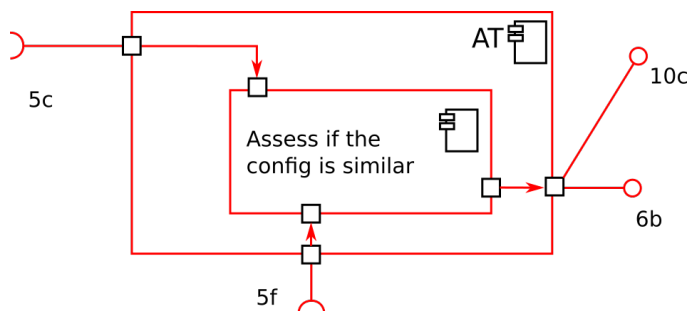 AT
10c
5c
Assess if the
config is similar
6b
5f